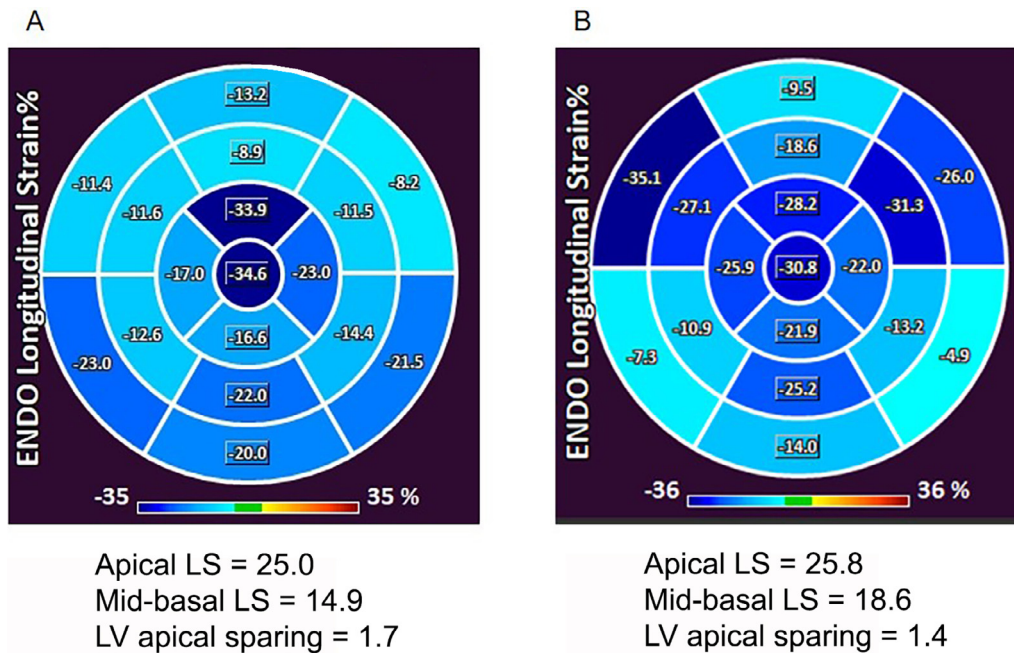 A
B
ENDO Longitudinal Strain%
-13.2
-8.9
-11.4
-8.2
-11.6
-11.5
-33.9
-17.0
-34.6
-23.0
-12.6
-16.6
-14.4
-23.0
-21.5
-22.0
-20.0
-35 35 %
Apical LS = 25.0
Mid-basal LS = 14.9
LV apical sparing = 1.7
ENDO Longitudinal Strain%
-9.5
-18.6
-35.1
-26.0
-27.1
-31.3
-28.2
-25.9
-30.8
-22.0
-10.9
-21.9
-13.2
-7.3
-4.9
-25.2
-14.0
-36 36 %
Apical LS = 25.8
Mid-basal LS = 18.6
LV apical sparing = 1.4